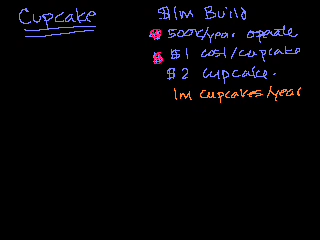 Cupcake
$1m Build
$ 500k/year operate
$ $1 cost/cupcake
$2 cupcake.
1m cupcakes/year